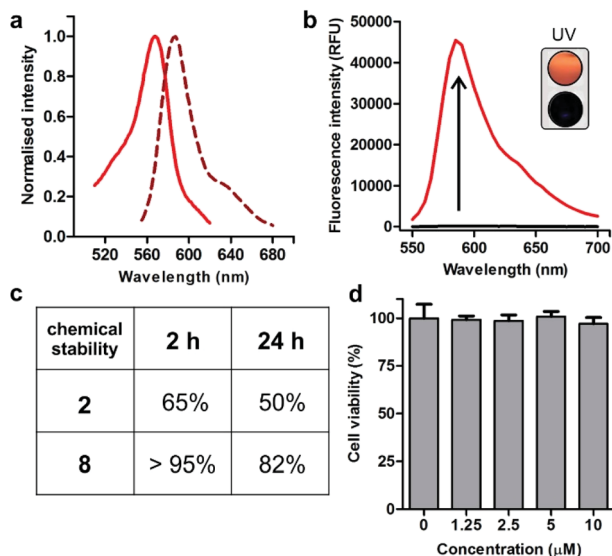 a
Normalised intensity
1.0
0.8
0.6
0.4
0.2
0.0
520 560 600 640 680
Wavelength (nm)
b
UV
Fluorescence intensity (RFU)
50000
40000
30000
20000
10000
0
550 600 650 700
Wavelength (nm)
c
chemical stability 2 h 24 h
2 65% 50%
8 > 95% 82%
d
Cell viability (%)
100
75
50
25
0
0 1.25 2.5 5 10
Concentration (μM)